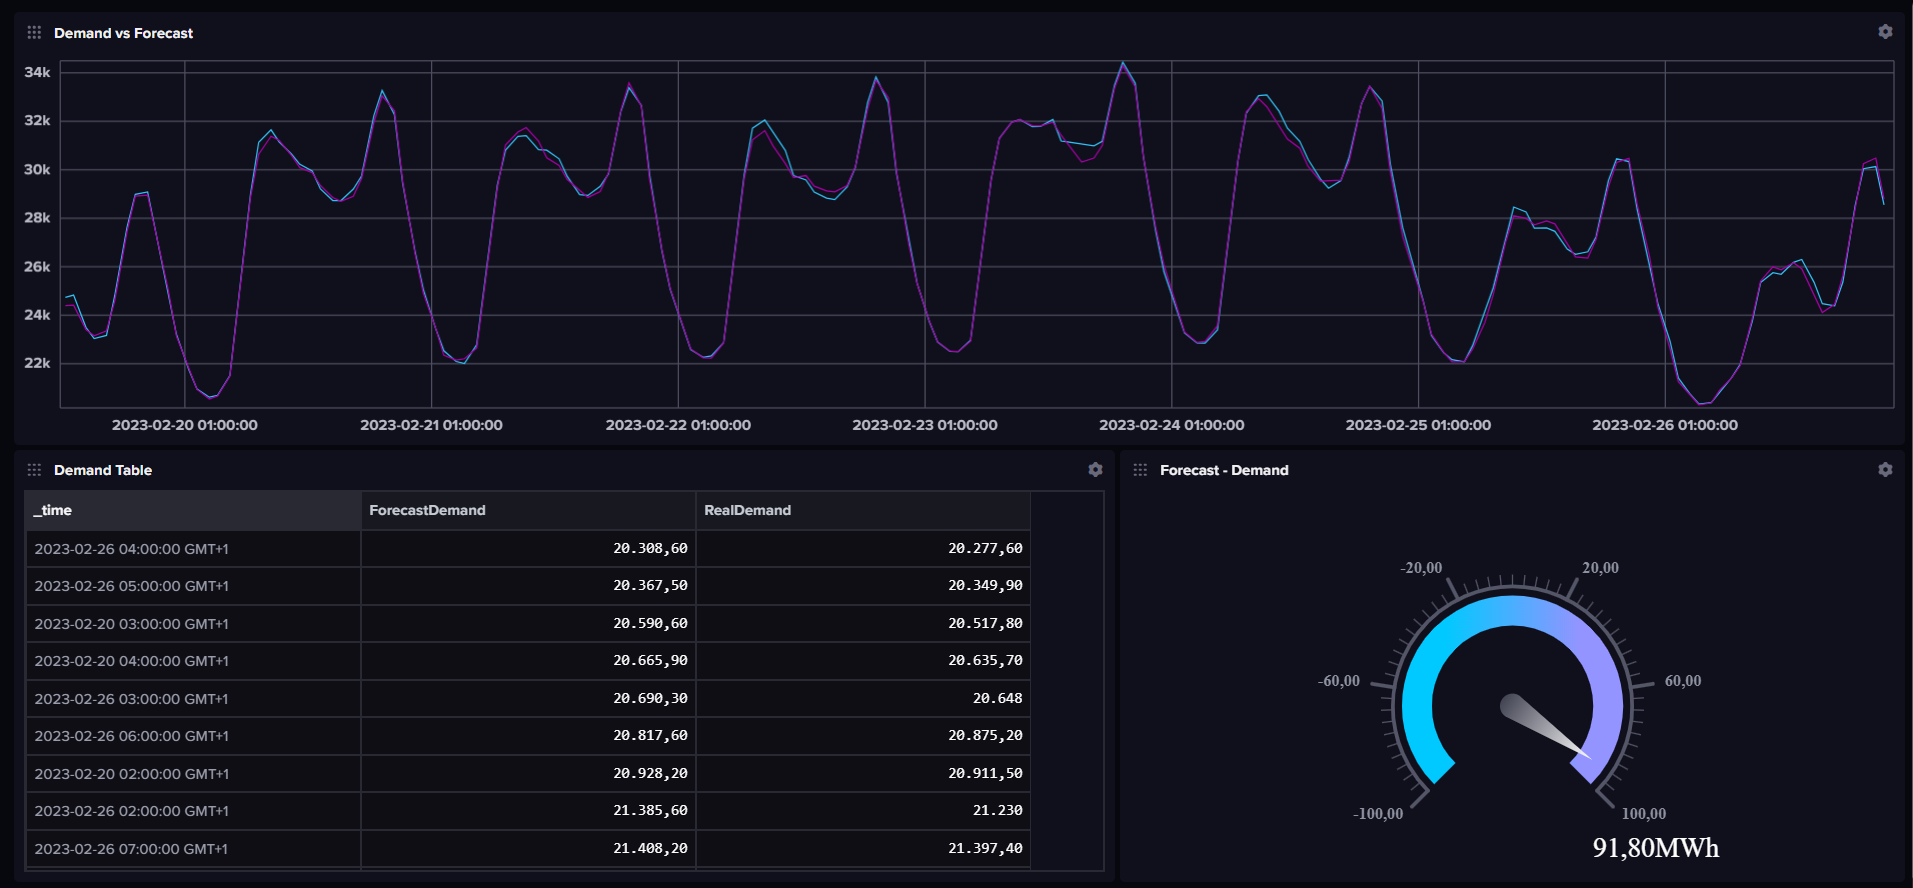 Demand vs Forecast
34k
32k
30k
28k
26k
24k
22k
2023-02-20 01:00:00 2023-02-21 01:00:00 2023-02-22 01:00:00 2023-02-23 01:00:00 2023-02-24 01:00:00 2023-02-25 01:00:00 2023-02-26 01:00:00
Demand Table
_time ForecastDemand RealDemand
2023-02-26 04:00:00 GMT+1 20.308,60 20.277,60
2023-02-26 05:00:00 GMT+1 20.367,50 20.349,90
2023-02-20 03:00:00 GMT+1 20.590,60 20.517,80
2023-02-20 04:00:00 GMT+1 20.665,90 20.635,70
2023-02-26 03:00:00 GMT+1 20.690,30 20.648
2023-02-26 06:00:00 GMT+1 20.817,60 20.875,20
2023-02-20 02:00:00 GMT+1 20.928,20 20.911,50
2023-02-26 02:00:00 GMT+1 21.385,60 21.230
2023-02-26 07:00:00 GMT+1 21.408,20 21.397,40
Forecast - Demand
-20,00 20,00
-60,00 60,00
-100,00 100,00
91,80MWh